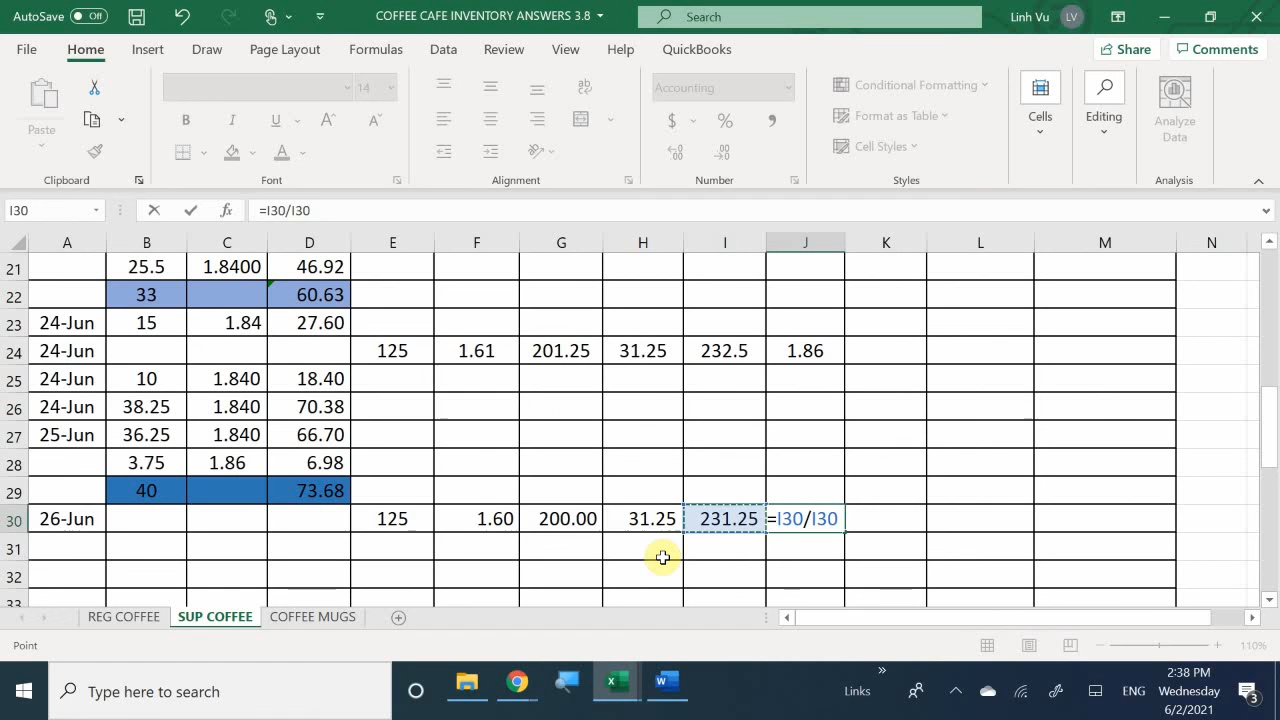 AutoSave Off COFFEE CAFE INVENTORY ANSWERS 3.8 Search Linh Vu LV
File Home Insert Draw Page Layout Formulas Data Review View Help QuickBooks Share Comments
Paste 14 B I U A A ab Accounting $ % , Conditional Formatting Format as Table Cell Styles Cells Editing Analyze Data
Clipboard Font Alignment Number Styles Analysis
I30 fx =I30/I30
A B C D E F G H I J K L M N
21 25.5 1.8400 46.92
22 33 60.63
23 24-Jun 15 1.84 27.60
24 24-Jun 125 1.61 201.25 31.25 232.5 1.86
25 24-Jun 10 1.840 18.40
26 24-Jun 38.25 1.840 70.38
27 25-Jun 36.25 1.840 66.70
28 3.75 1.86 6.98
29 40 73.68
30 26-Jun 125 1.60 200.00 31.25 231.25 =I30/I30
31
32
33
REG COFFEE SUP COFFEE COFFEE MUGS
Point 110%
Type here to search Links ENG 2:38 PM Wednesday 6/2/2021 3